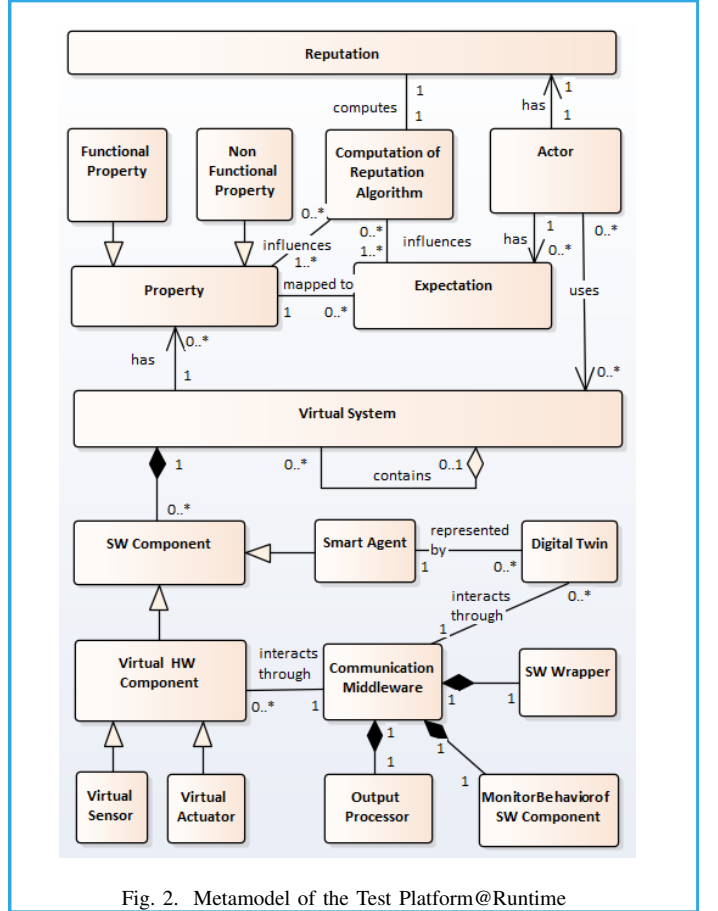 Reputation
1
computes
1
has
1
1
Functional
Property
Non
Functional
Property
Computation of
Reputation
Algorithm
Actor
0..*
influences
1..*
0..*
influences
1..*
1
has
0..*
0..*
uses
0..*
Property
mapped to
1
0..*
Expectation
0..*
has
1
Virtual System
1
0..*
0..*
contains
0..1
SW Component
Smart Agent
represented
by
1
0..*
Digital Twin
interacts
through
0..*
1
Virtual HW
Component
interacts
through
0..*
1
Communication
Middleware
1
1
SW Wrapper
1
1
1
1
Virtual
Sensor
Virtual
Actuator
Output
Processor
MonitorBehaviorof
SW Component
Fig. 2. Metamodel of the Test Platform@Runtime